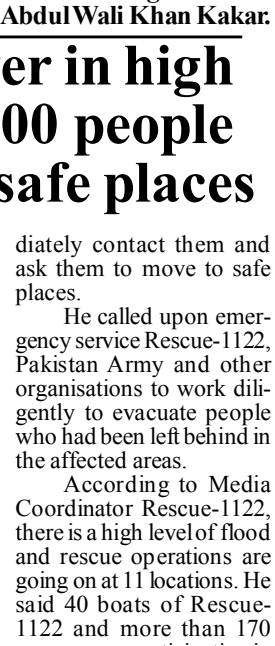 Abdul Wali Khan Kakar.
er in high
00 people
safe places
diately contact them and
ask them to move to safe
places.
He called upon emer-
gency service Rescue-1122,
Pakistan Army and other
organisations to work dili-
gently to evacuate people
who had been left behind in
the affected areas.
According to Media
Coordinator Rescue-1122,
there is a high level of flood
and rescue operations are
going on at 11 locations. He
said 40 boats of Rescue-
1122 and more than 170